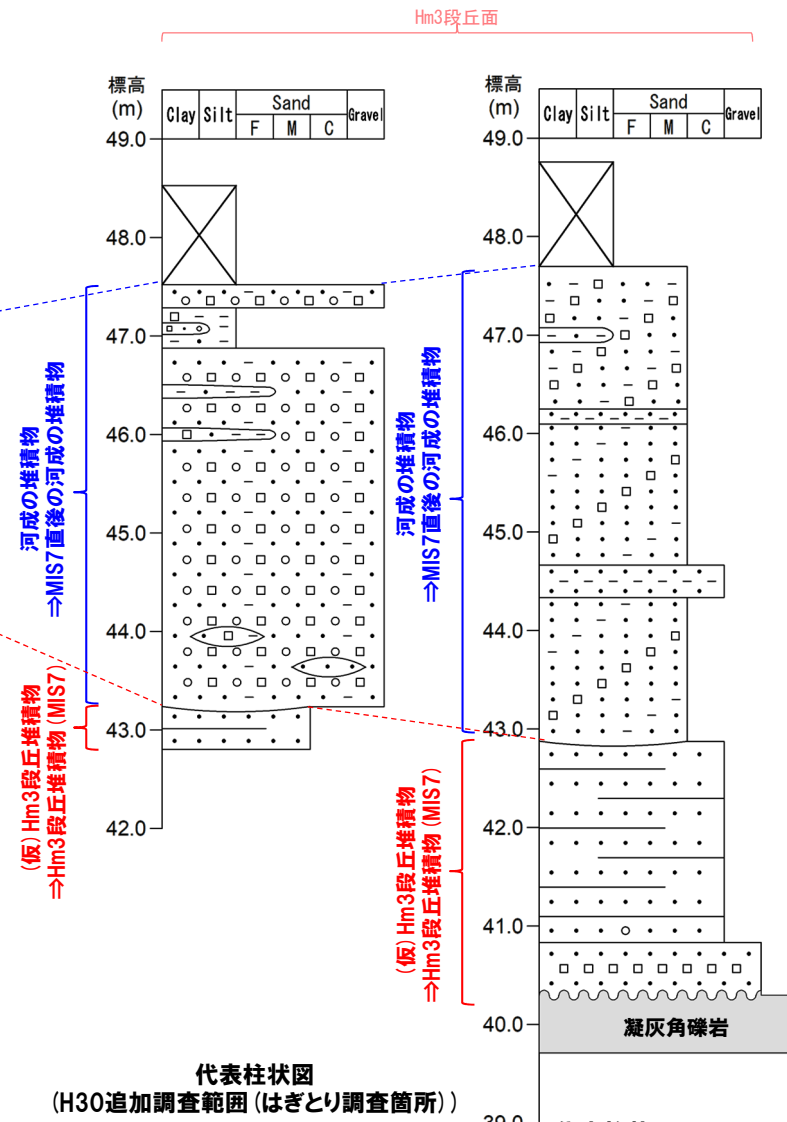 Hm3段丘面
標高
(m)
Clay Silt Sand Gravel
F M C
49.0
48.0
47.0
46.0
45.0
44.0
43.0
42.0
河成の堆積物
⇒MIS7直後の河成の堆積物
(仮)Hm3段丘堆積物
⇒Hm3段丘堆積物(MIS7)
標高
(m)
Clay Silt Sand Gravel
F M C
49.0
48.0
47.0
46.0
45.0
44.0
43.0
42.0
41.0
40.0
河成の堆積物
⇒MIS7直後の河成の堆積物
(仮)Hm3段丘堆積物
⇒Hm3段丘堆積物(MIS7)
凝灰角礫岩
代表柱状図
(H30追加調査範囲(はぎとり調査箇所))
39.0